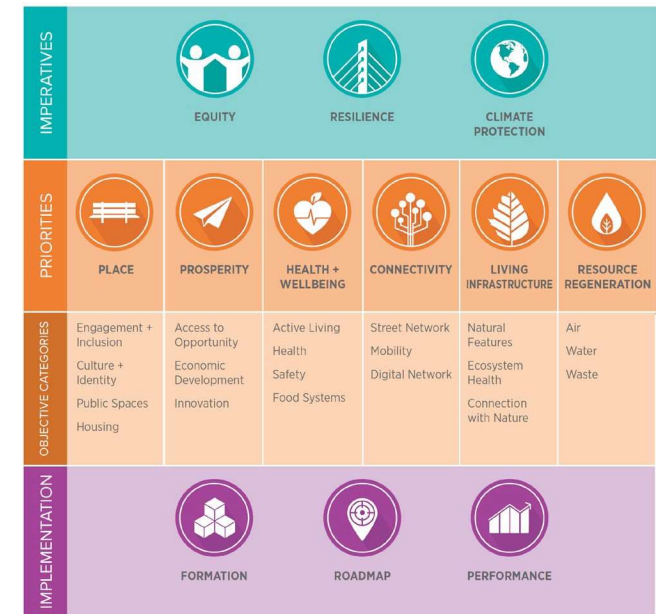 IMPERATIVES
EQUITY
RESILIENCE
CLIMATE
PROTECTION
PRIORITIES
PLACE
PROSPERITY
HEALTH +
WELLBEING
CONNECTIVITY
LIVING
INFRASTRUCTURE
RESOURCE
REGENERATION
OBJECTIVE CATEGORIES
Engagement +
Inclusion
Culture +
Identity
Public Spaces
Housing
Access to
Opportunity
Economic
Development
Innovation
Active Living
Health
Safety
Food Systems
Street Network
Mobility
Digital Network
Natural
Features
Ecosystem
Health
Connection
with Nature
Air
Water
Waste
IMPLEMENTATION
FORMATION
ROADMAP
PERFORMANCE